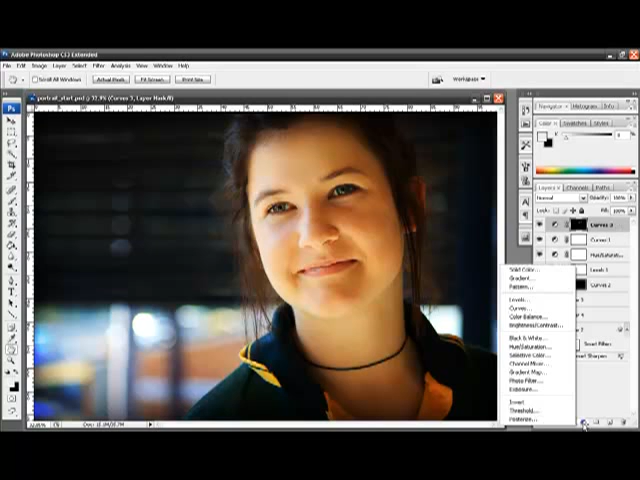 Adobe Photoshop CS3 Extended
File Edit Image Layer Select Filter Analysis View Window Help
Scroll All Windows Actual Pixels Fit Screen Print Size Workspace
portrait_start.psd @ 32.9% (Curves 3, Layer Mask/8)
Navigator Histogram Info
Color Swatches Styles
Layers Channels Paths
Normal Opacity: 100%
Lock: Fill: 100%
Curves 3
Curves 1
Hue/Saturation...
Levels 1
Curves 2
Smart Filters
Smart Sharpen
Solid Color...
Gradient...
Pattern...
Levels...
Curves...
Color Balance...
Brightness/Contrast...
Black & White...
Hue/Saturation...
Selective Color...
Channel Mixer...
Gradient Map...
Photo Filter...
Exposure...
Invert
Threshold...
Posterize...